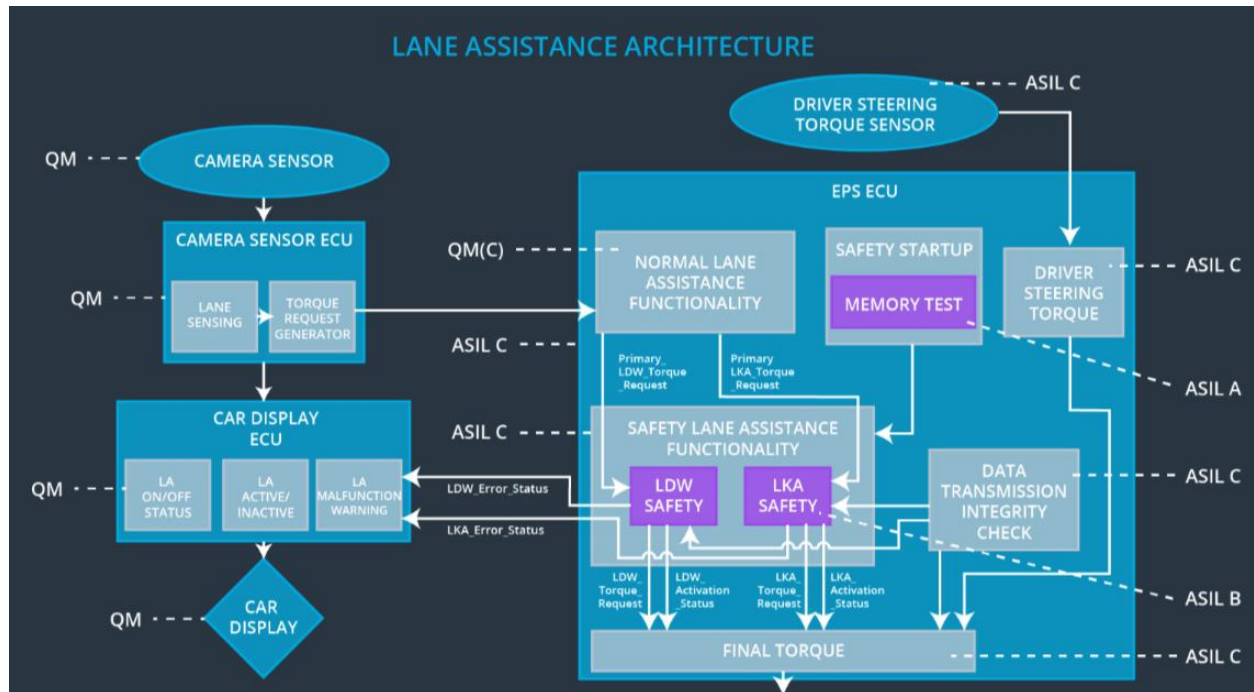 LANE ASSISTANCE ARCHITECTURE
ASIL C
DRIVER STEERING
TORQUE SENSOR
QM
CAMERA SENSOR
EPS ECU
CAMERA SENSOR ECU
QM
LANE
SENSING
TORQUE
REQUEST
GENERATOR
QM(C)
NORMAL LANE
ASSISTANCE
FUNCTIONALITY
SAFETY STARTUP
MEMORY TEST
DRIVER
STEERING
TORQUE
ASIL C
ASIL C
Primary_
LDW_Torque
_Request
Primary
LKA_Torque
_Request
ASIL A
CAR DISPLAY
ECU
QM
LA
ON/OFF
STATUS
LA
ACTIVE/
INACTIVE
LA
MALFUNCTION
WARNING
ASIL C
SAFETY LANE ASSISTANCE
FUNCTIONALITY
LDW
SAFETY
LKA
SAFETY
LDW_Error_Status
LKA_Error_Status
DATA
TRANSMISSION
INTEGRITY
CHECK
ASIL C
LDW_
Torque_
Request
LDW_
Activation
_Status
LKA_
Torque_
Request
LKA_
Activation
_Status
ASIL B
QM
CAR
DISPLAY
FINAL TORQUE
ASIL C